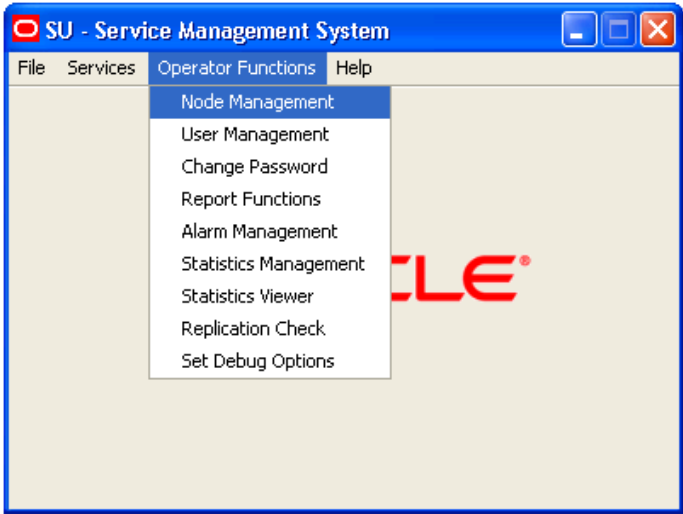 SU - Service Management System
File Services Operator Functions Help
Node Management
User Management
Change Password
Report Functions
Alarm Management
Statistics Management
Statistics Viewer
Replication Check
Set Debug Options
CLE®